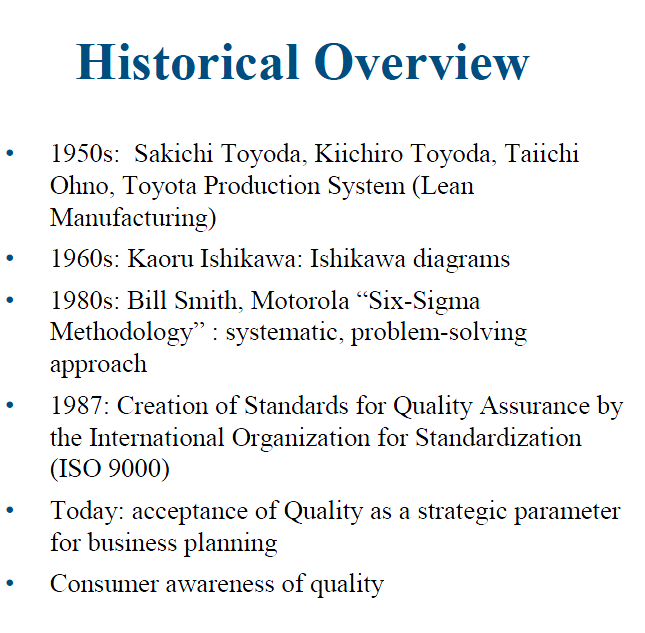 Historical Overview
• 1950s:  Sakichi Toyoda, Kiichiro Toyoda, Taiichi
Ohno, Toyota Production System (Lean
Manufacturing)
• 1960s: Kaoru Ishikawa: Ishikawa diagrams
• 1980s: Bill Smith, Motorola “Six-Sigma
Methodology” : systematic, problem-solving
approach
• 1987: Creation of Standards for Quality Assurance by
the International Organization for Standardization
(ISO 9000)
• Today: acceptance of Quality as a strategic parameter
for business planning
• Consumer awareness of quality